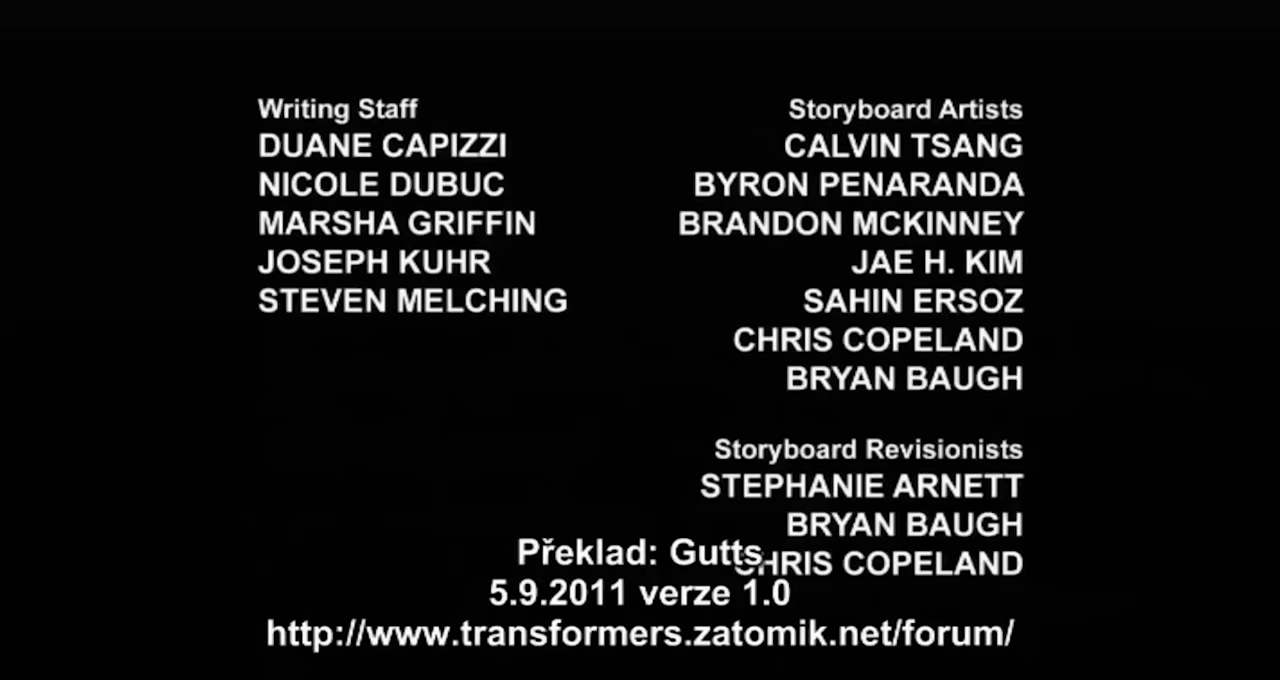 Writing Staff
DUANE CAPIZZI
NICOLE DUBUC
MARSHA GRIFFIN
JOSEPH KUHR
STEVEN MELCHING
Storyboard Artists
CALVIN TSANG
BYRON PENARANDA
BRANDON MCKINNEY
JAE H. KIM
SAHIN ERSOZ
CHRIS COPELAND
BRYAN BAUGH
Storyboard Revisionists
STEPHANIE ARNETT
BRYAN BAUGH
CHRIS COPELAND
Překlad: Gutts
5.9.2011 verze 1.0
http://www.transformers.zatomik.net/forum/